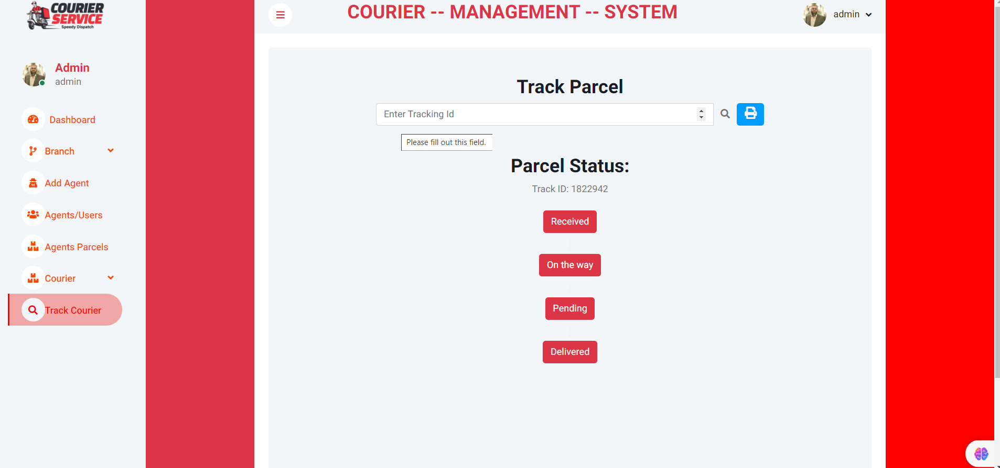 COURIER
SERVICE
Speedy Dispatch
COURIER -- MANAGEMENT -- SYSTEM
admin
Admin
admin
Dashboard
Branch
Add Agent
Agents/Users
Agents Parcels
Courier
Track Courier
Track Parcel
Enter Tracking Id
Please fill out this field.
Parcel Status:
Track ID: 1822942
Received
On the way
Pending
Delivered